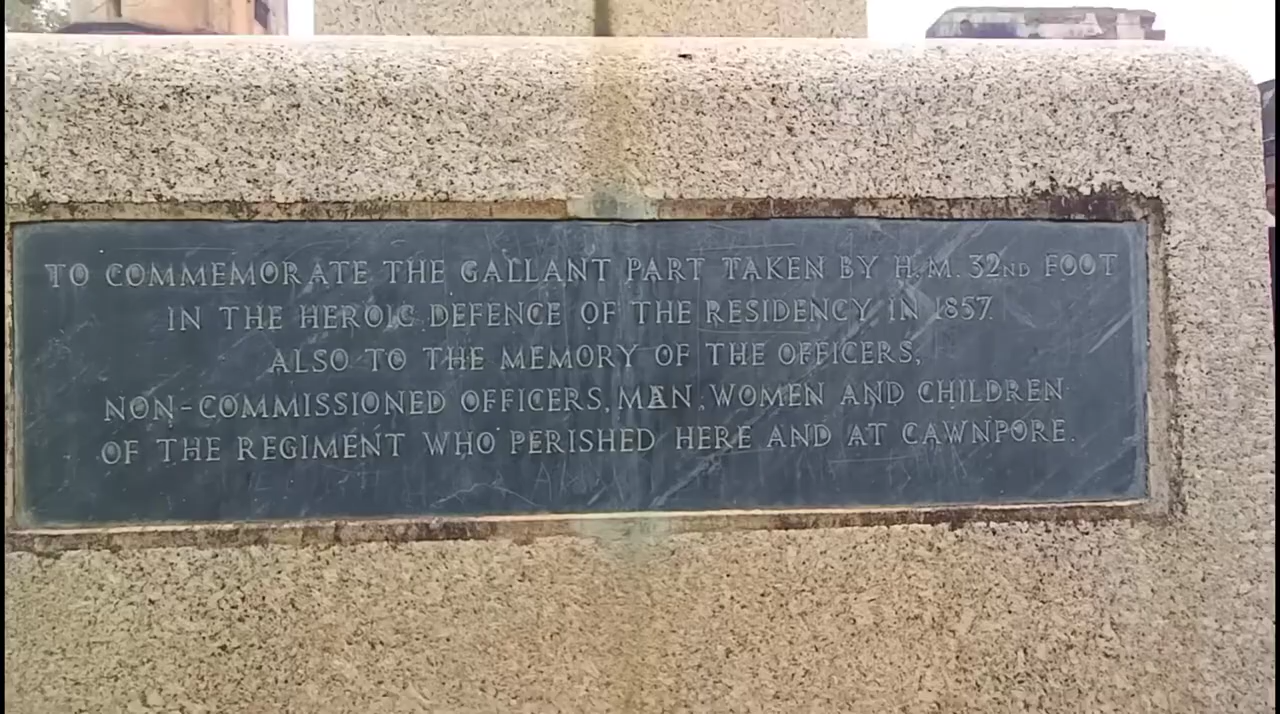 TO COMMEMORATE THE GALLANT PART TAKEN BY H.M. 32ND FOOT
IN THE HEROIC DEFENCE OF THE RESIDENCY IN 1857.
ALSO TO THE MEMORY OF THE OFFICERS,
NON-COMMISSIONED OFFICERS, MEN, WOMEN AND CHILDREN
OF THE REGIMENT WHO PERISHED HERE AND AT CAWNPORE.